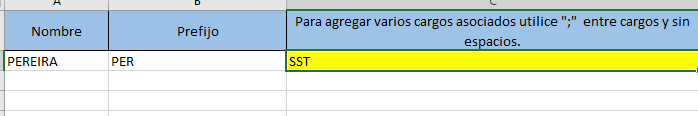 A B C
Nombre Prefijo Para agregar varios cargos asociados utilice ";" entre cargos y sin
espacios.
PEREIRA PER SST